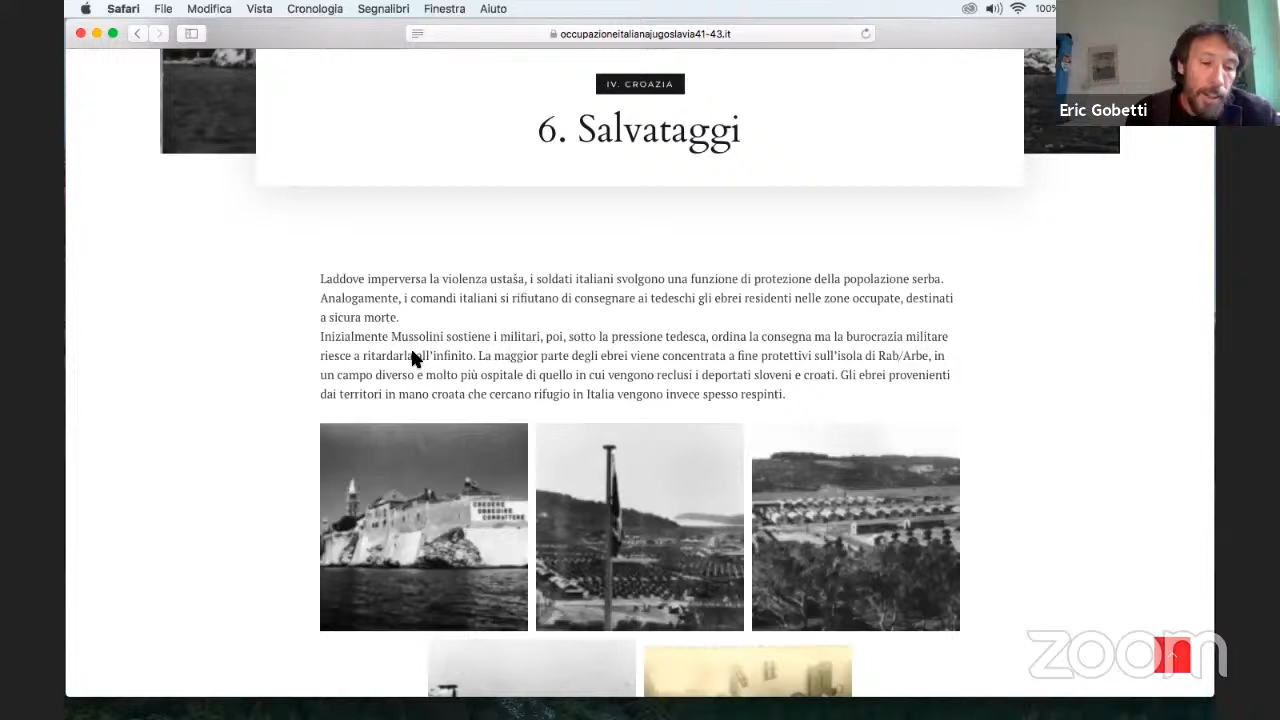 Safari File Modifica Vista Cronologia Segnalibri Finestra Aiuto 100%
occupazioneitalianajugoslavia41-43.it
Eric Gobetti
IV. CROAZIA
6. Salvataggi
Laddove imperversa la violenza ustaša, i soldati italiani svolgono una funzione di protezione della popolazione serba.
Analogamente, i comandi italiani si rifiutano di consegnare ai tedeschi gli ebrei residenti nelle zone occupate, destinati
a sicura morte.
Inizialmente Mussolini sostiene i militari, poi, sotto la pressione tedesca, ordina la consegna ma la burocrazia militare
riesce a ritardarla all'infinito. La maggior parte degli ebrei viene concentrata a fine protettivi sull'isola di Rab/Arbe, in
un campo diverso e molto più ospitale di quello in cui vengono reclusi i deportati sloveni e croati. Gli ebrei provenienti
dai territori in mano croata che cercano rifugio in Italia vengono invece spesso respinti.
CREDERE
OBBEDIRE
COMBATTERE
zoom